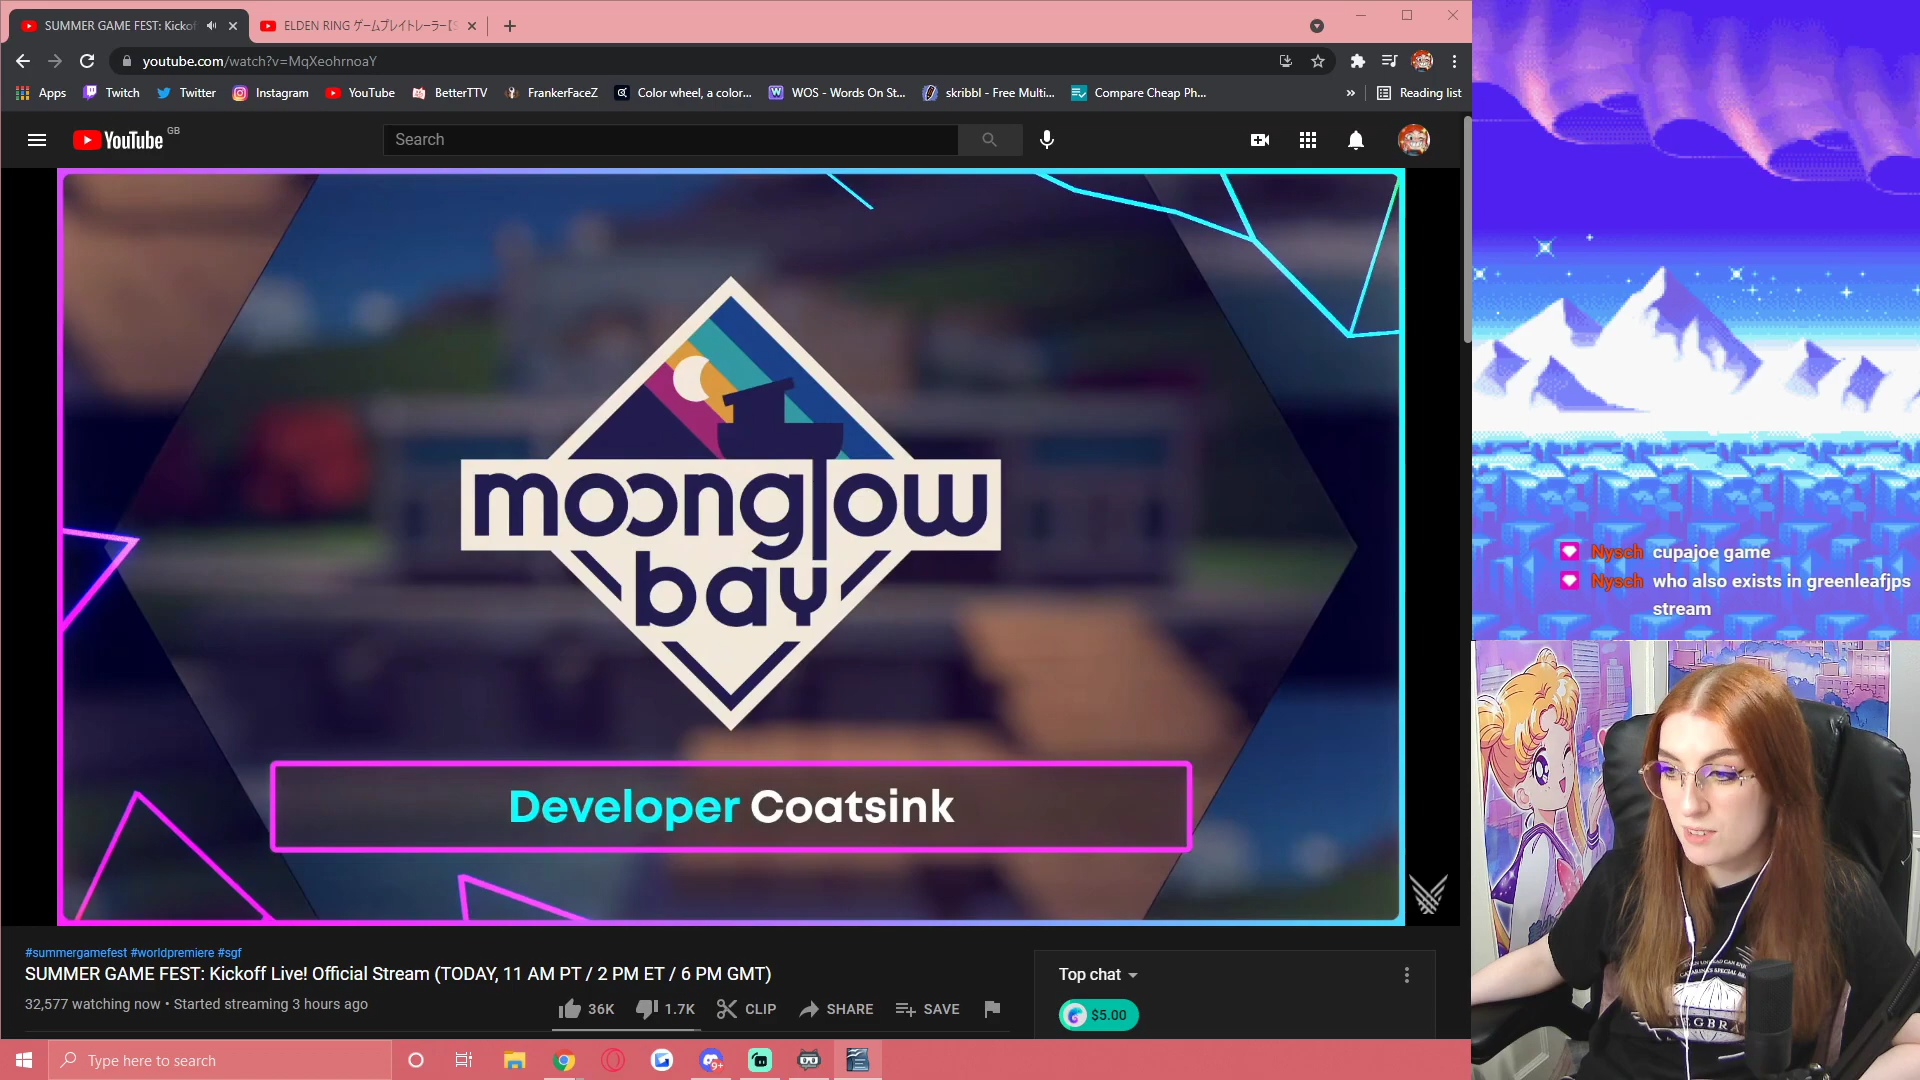 SUMMER GAME FEST: Kickof
ELDEN RING ゲームプレイトレーラー【S
youtube.com/watch?v=MqXeohrnoaY
Apps
Twitch
Twitter
Instagram
YouTube
BetterTTV
FrankerFaceZ
Color wheel, a color...
WOS - Words On St...
skribbl - Free Multi...
Compare Cheap Ph...
»
Reading list
YouTube GB
Search
moonglow
bay
Developer Coatsink
Nysch cupajoe game
Nysch who also exists in greenleafjps
stream
#summergamefest #worldpremiere #sgf
SUMMER GAME FEST: Kickoff Live! Official Stream (TODAY, 11 AM PT / 2 PM ET / 6 PM GMT)
32,577 watching now • Started streaming 3 hours ago
36K
1.7K
CLIP
SHARE
SAVE
Top chat
$5.00
Type here to search
9+